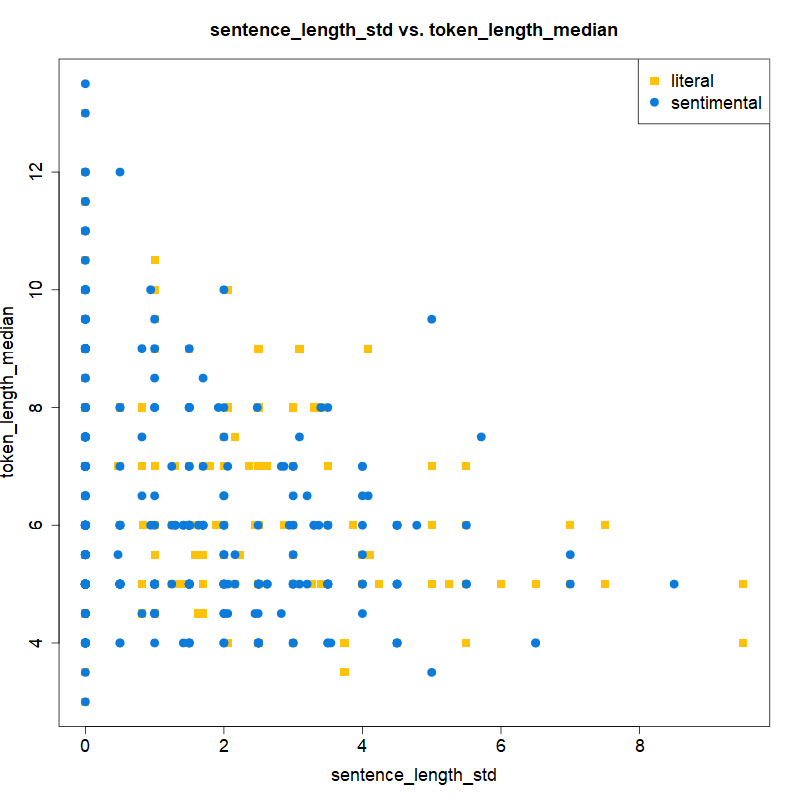 sentence_length_std vs. token_length_median
literal
sentimental
token_length_median
12
10
8
6
4
0 2 4 6 8
sentence_length_std